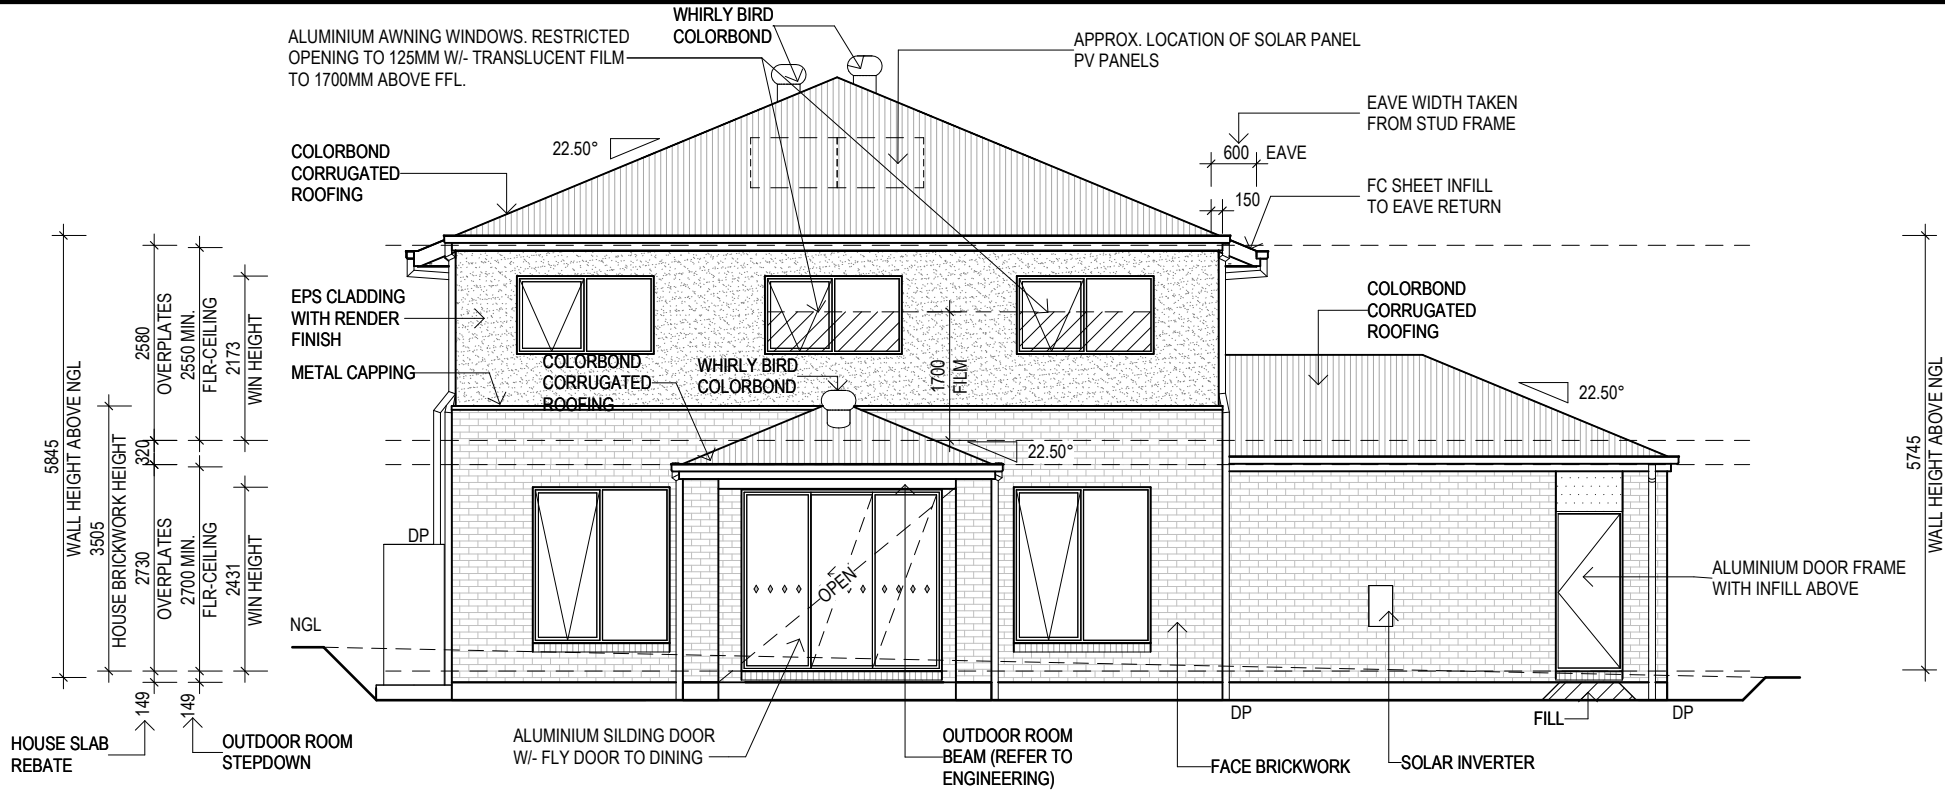 WHIRLY BIRD
COLORBOND
ALUMINIUM AWNING WINDOWS. RESTRICTED
OPENING TO 125MM W/- TRANSLUCENT FILM
TO 1700MM ABOVE FFL.
APPROX. LOCATION OF SOLAR PANEL
PV PANELS
EAVE WIDTH TAKEN
FROM STUD FRAME
600 EAVE
150
FC SHEET INFILL
TO EAVE RETURN
22.50°
COLORBOND
CORRUGATED
ROOFING
EPS CLADDING
WITH RENDER
FINISH
METAL CAPPING
COLORBOND
CORRUGATED
ROOFING
WHIRLY BIRD
COLORBOND
1700
FILM
COLORBOND
CORRUGATED
ROOFING
22.50°
22.50°
5845
WALL HEIGHT ABOVE NGL
3505
HOUSE BRICKWORK HEIGHT
2580
OVERPLATES
2550 MIN.
FLR-CEILING
2173
WIN HEIGHT
320
2730
OVERPLATES
2700 MIN.
FLR-CEILING
2431
WIN HEIGHT
149
149
5745
WALL HEIGHT ABOVE NGL
DP
NGL
OPEN
ALUMINIUM DOOR FRAME
WITH INFILL ABOVE
HOUSE SLAB
REBATE
OUTDOOR ROOM
STEPDOWN
ALUMINIUM SILDING DOOR
W/- FLY DOOR TO DINING
OUTDOOR ROOM
BEAM (REFER TO
ENGINEERING)
DP
FACE BRICKWORK
SOLAR INVERTER
FILL
DP